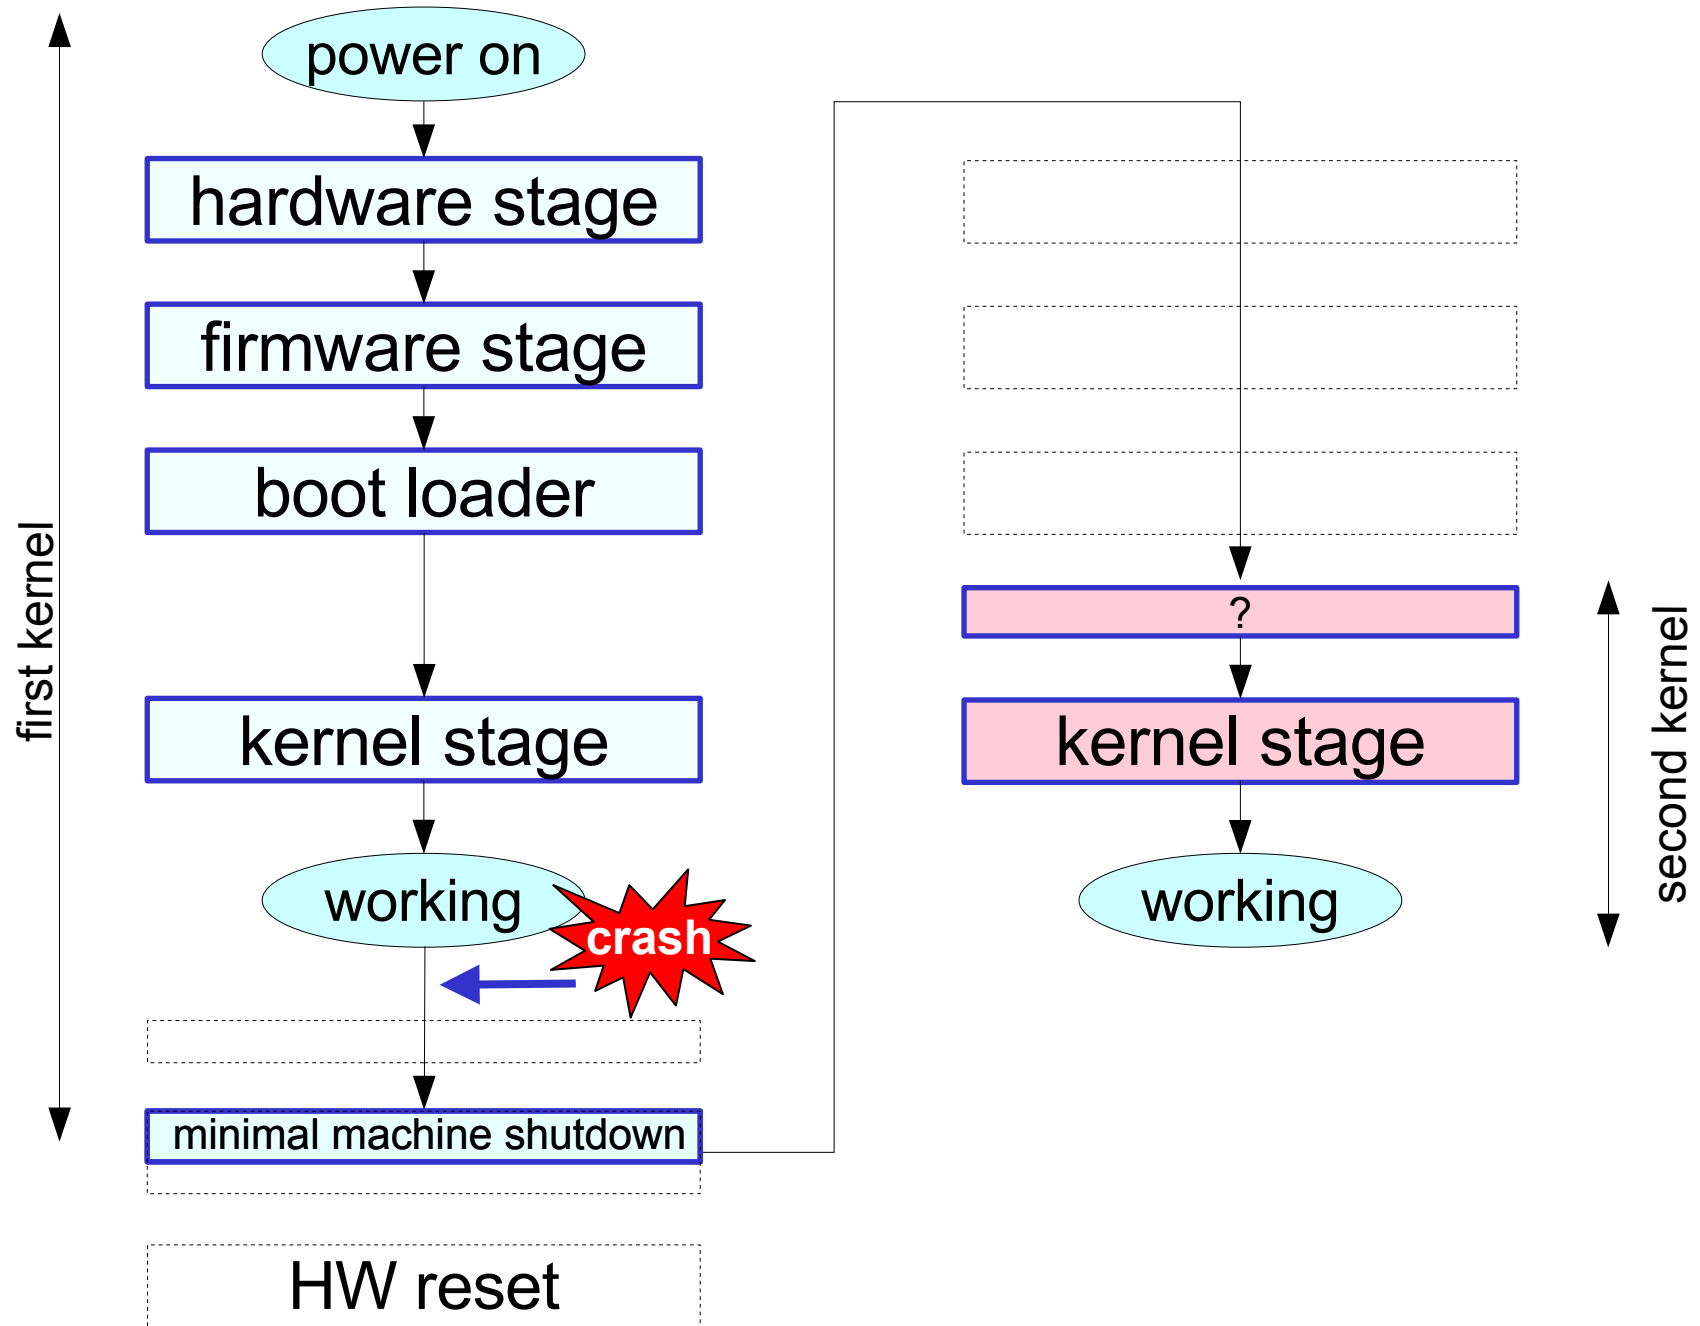 power on
hardware stage
firmware stage
boot loader
kernel stage
working
crash
minimal machine shutdown
HW reset
first kernel
?
kernel stage
working
second kernel